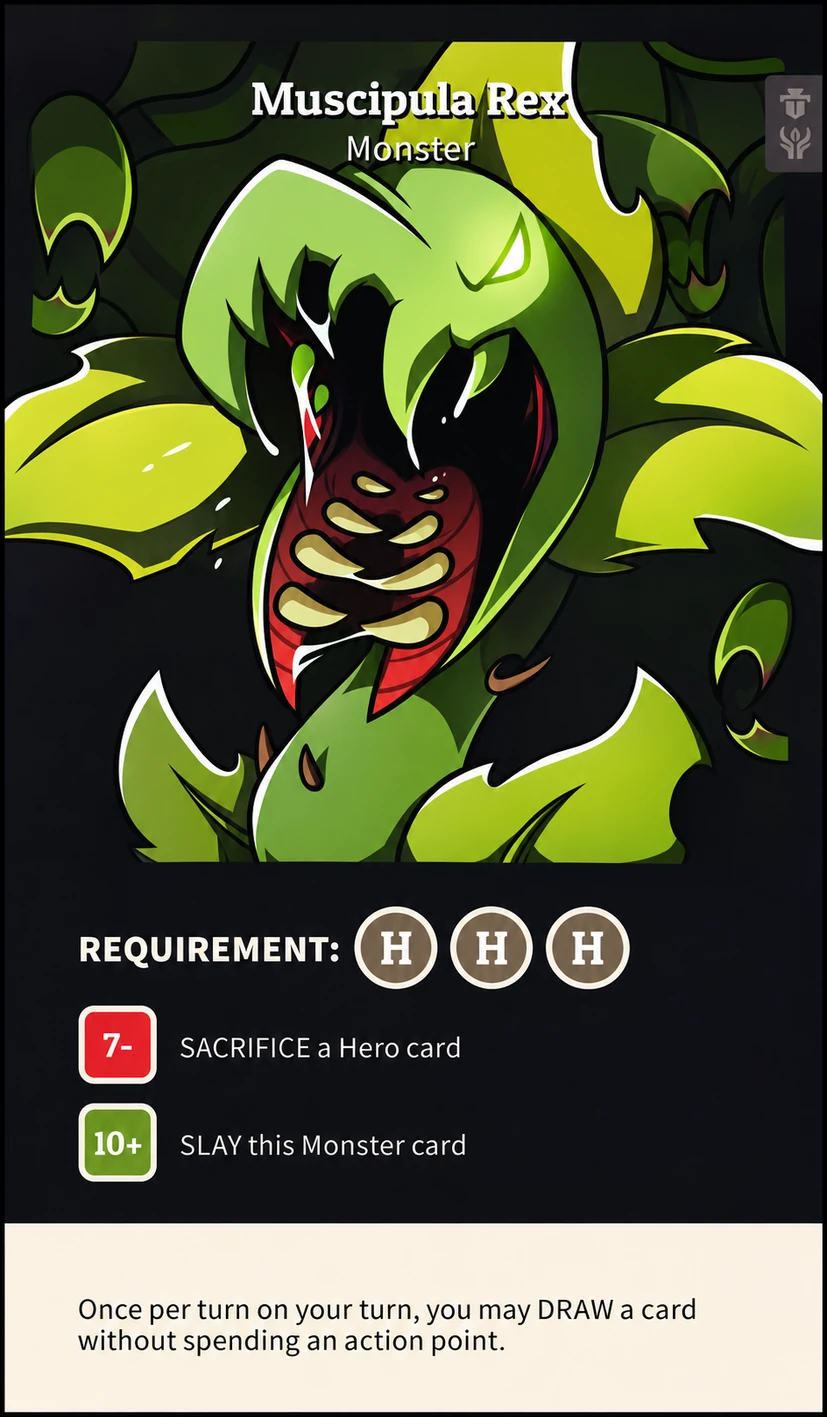 Muscipula Rex
Monster
REQUIREMENT: H H H
7- SACRIFICE a Hero card
10+ SLAY this Monster card
Once per turn on your turn, you may DRAW a card
without spending an action point.